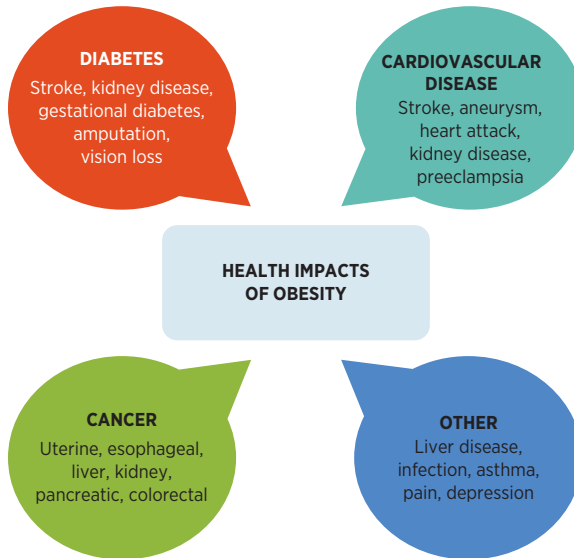 DIABETES
Stroke, kidney disease,
gestational diabetes,
amputation,
vision loss
CARDIOVASCULAR
DISEASE
Stroke, aneurysm,
heart attack,
kidney disease,
preeclampsia
HEALTH IMPACTS
OF OBESITY
CANCER
Uterine, esophageal,
liver, kidney,
pancreatic, colorectal
OTHER
Liver disease,
infection, asthma,
pain, depression